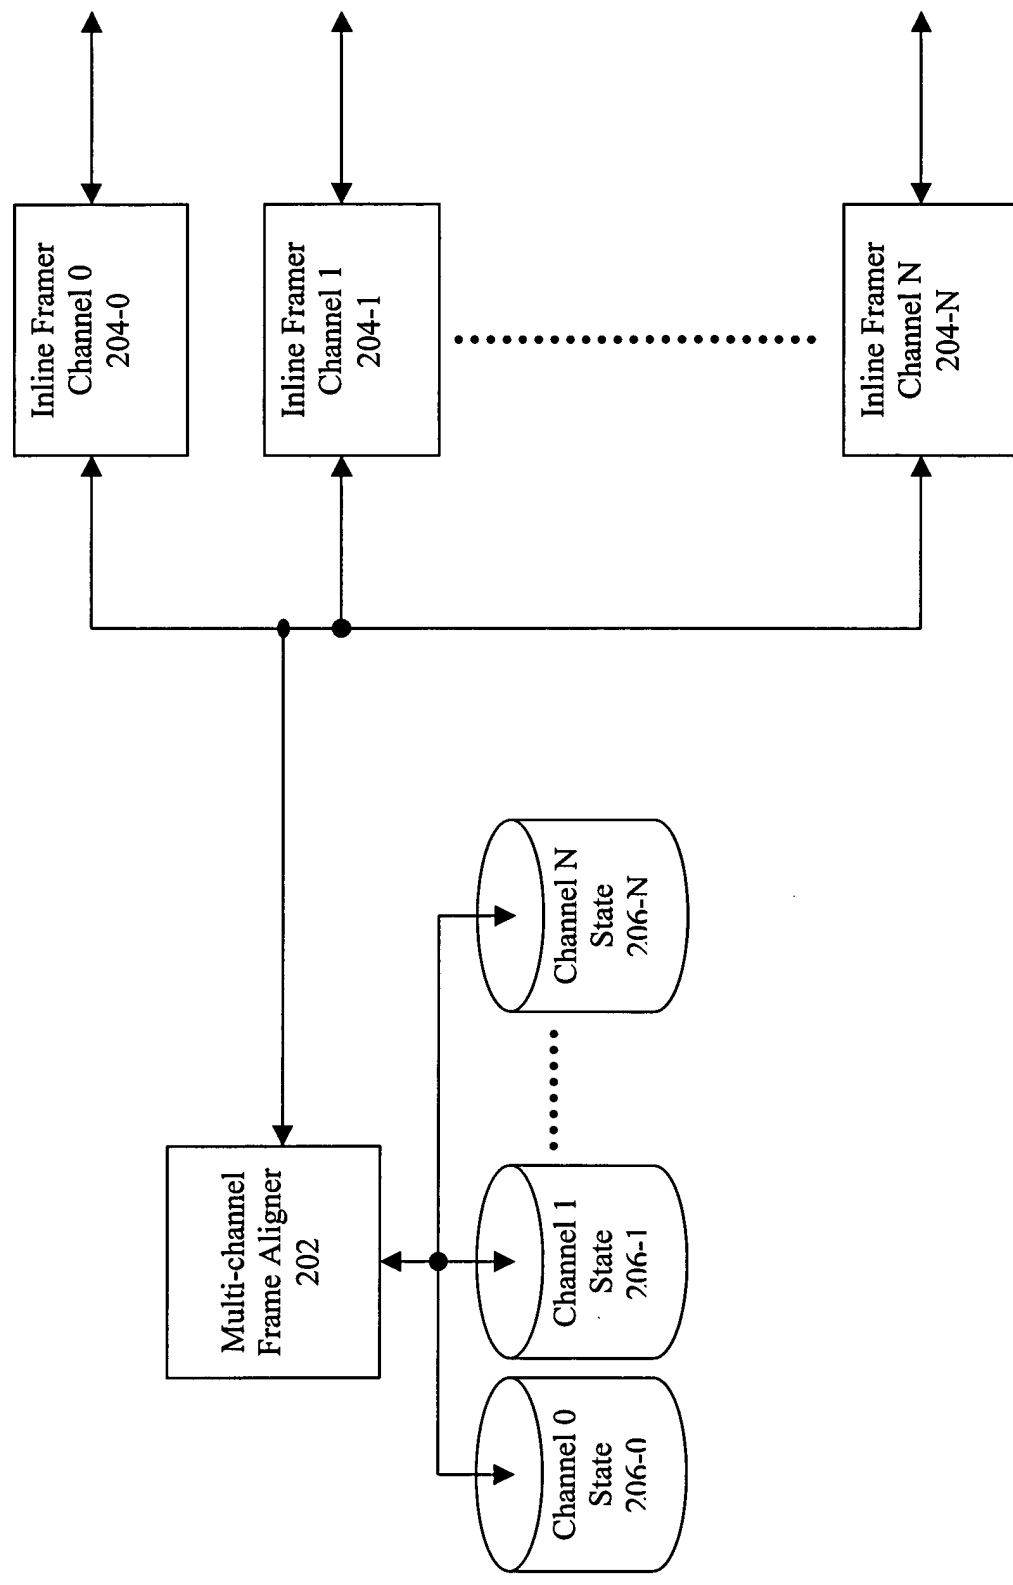 Multi-channel
Frame Aligner
202
Channel 0
State
206-0
Channel 1
State
206-1
Channel N
State
206-N
Inline Framer
Channel 0
204-0
Inline Framer
Channel 1
204-1
Inline Framer
Channel N
204-N